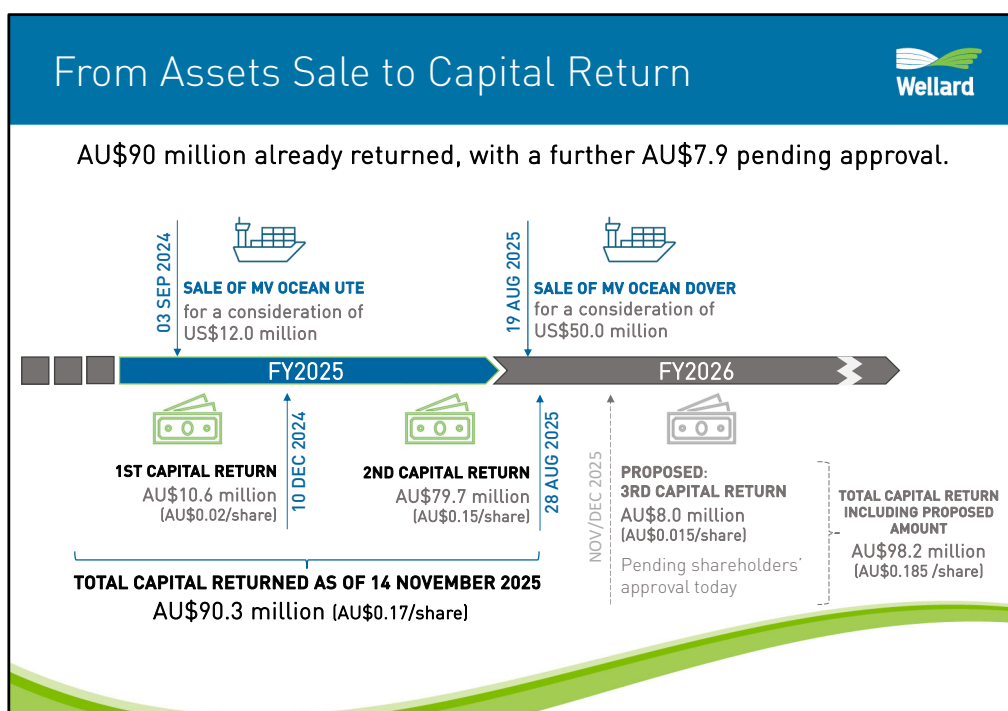 From Assets Sale to Capital Return
Wellard
AU$90 million already returned, with a further AU$7.9 pending approval.
03 SEP 2024
SALE OF MV OCEAN UTE
for a consideration of
US$12.0 million
19 AUG 2025
SALE OF MV OCEAN DOVER
for a consideration of
US$50.0 million
FY2025
FY2026
1ST CAPITAL RETURN
AU$10.6 million
(AU$0.02/share)
10 DEC 2024
2ND CAPITAL RETURN
AU$79.7 million
(AU$0.15/share)
28 AUG 2025
NOV/DEC 2025
PROPOSED:
3RD CAPITAL RETURN
AU$8.0 million
(AU$0.015/share)
Pending shareholders'
approval today
TOTAL CAPITAL RETURN
INCLUDING PROPOSED
AMOUNT
AU$98.2 million
(AU$0.185 /share)
TOTAL CAPITAL RETURNED AS OF 14 NOVEMBER 2025
AU$90.3 million (AU$0.17/share)